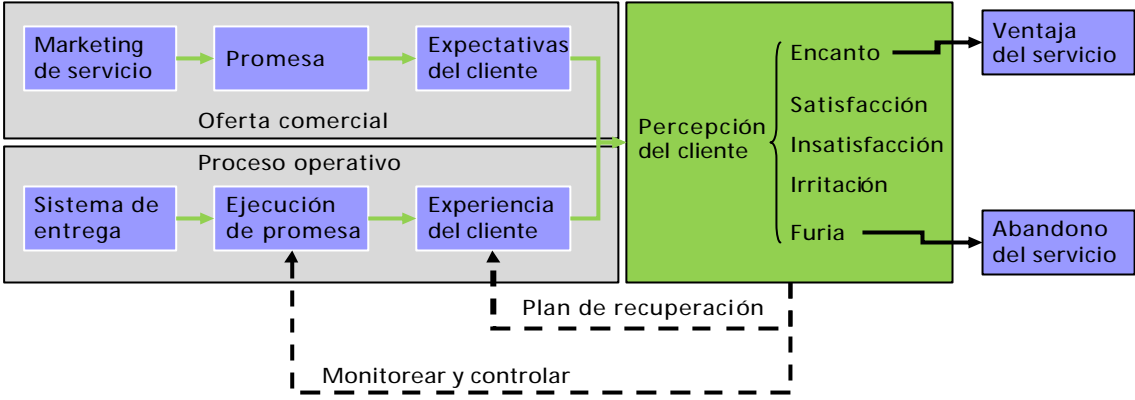 Marketing
de servicio
Promesa
Expectativas
del cliente
Oferta comercial
Proceso operativo
Sistema de
entrega
Ejecución
de promesa
Experiencia
del cliente
Percepción
del cliente
Encanto
Satisfacción
Insatisfacción
Irritación
Furia
Ventaja
del servicio
Abandono
del servicio
Plan de recuperación
Monitorear y controlar